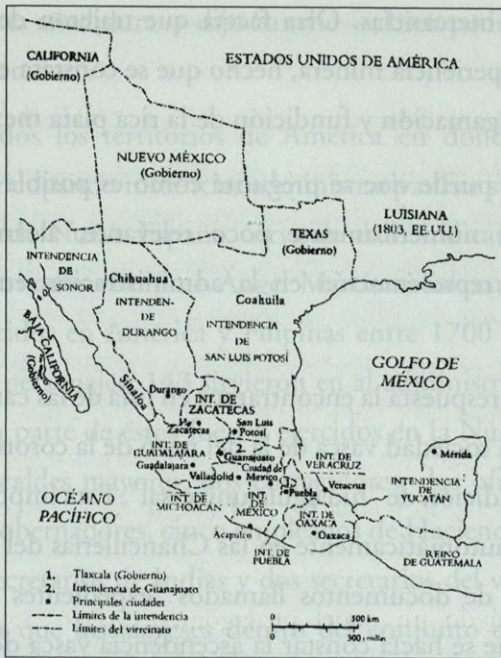 CALIFORNIA
(Gobierno)
ESTADOS UNIDOS DE AMÉRICA
NUEVO MÉXICO
(Gobierno)
LUISIANA
(1803, EE.UU.)
TEXAS
(Gobierno)
INTENDENCIA
DE
SONORA
Chihuahua
INTENDEN-
CIA
DE
DURANGO
Coahuila
INTENDENCIA
DE
SAN LUIS POTOSÍ
BAJA CALIFORNIA
(Gobierno)
Sinaloa
GOLFO DE
MÉXICO
Durango
INT. DE
ZACATECAS
Zacatecas
San Luis
Potosí
INT. DE
GUADALAJARA
Guanajuato
INT. DE
VERACRUZ
Mérida
Guadalajara
Ciudad de
México
Valladolid
Veracruz
INTENDENCIA
DE
YUCATÁN
Puebla
INT. DE
MICHOACÁN
INT.
DE
MÉXICO
INT. DE
OAXACA
OCÉANO
PACÍFICO
Acapulco
Oaxaca
INT. DE
PUEBLA
REINO
DE GUATEMALA
1. Tlaxcala (Gobierno)
2. Intendencia de Guanajuato
Principales ciudades
Límites de la intendencia
Límites del virreinato
0 300 km
0 300 millas